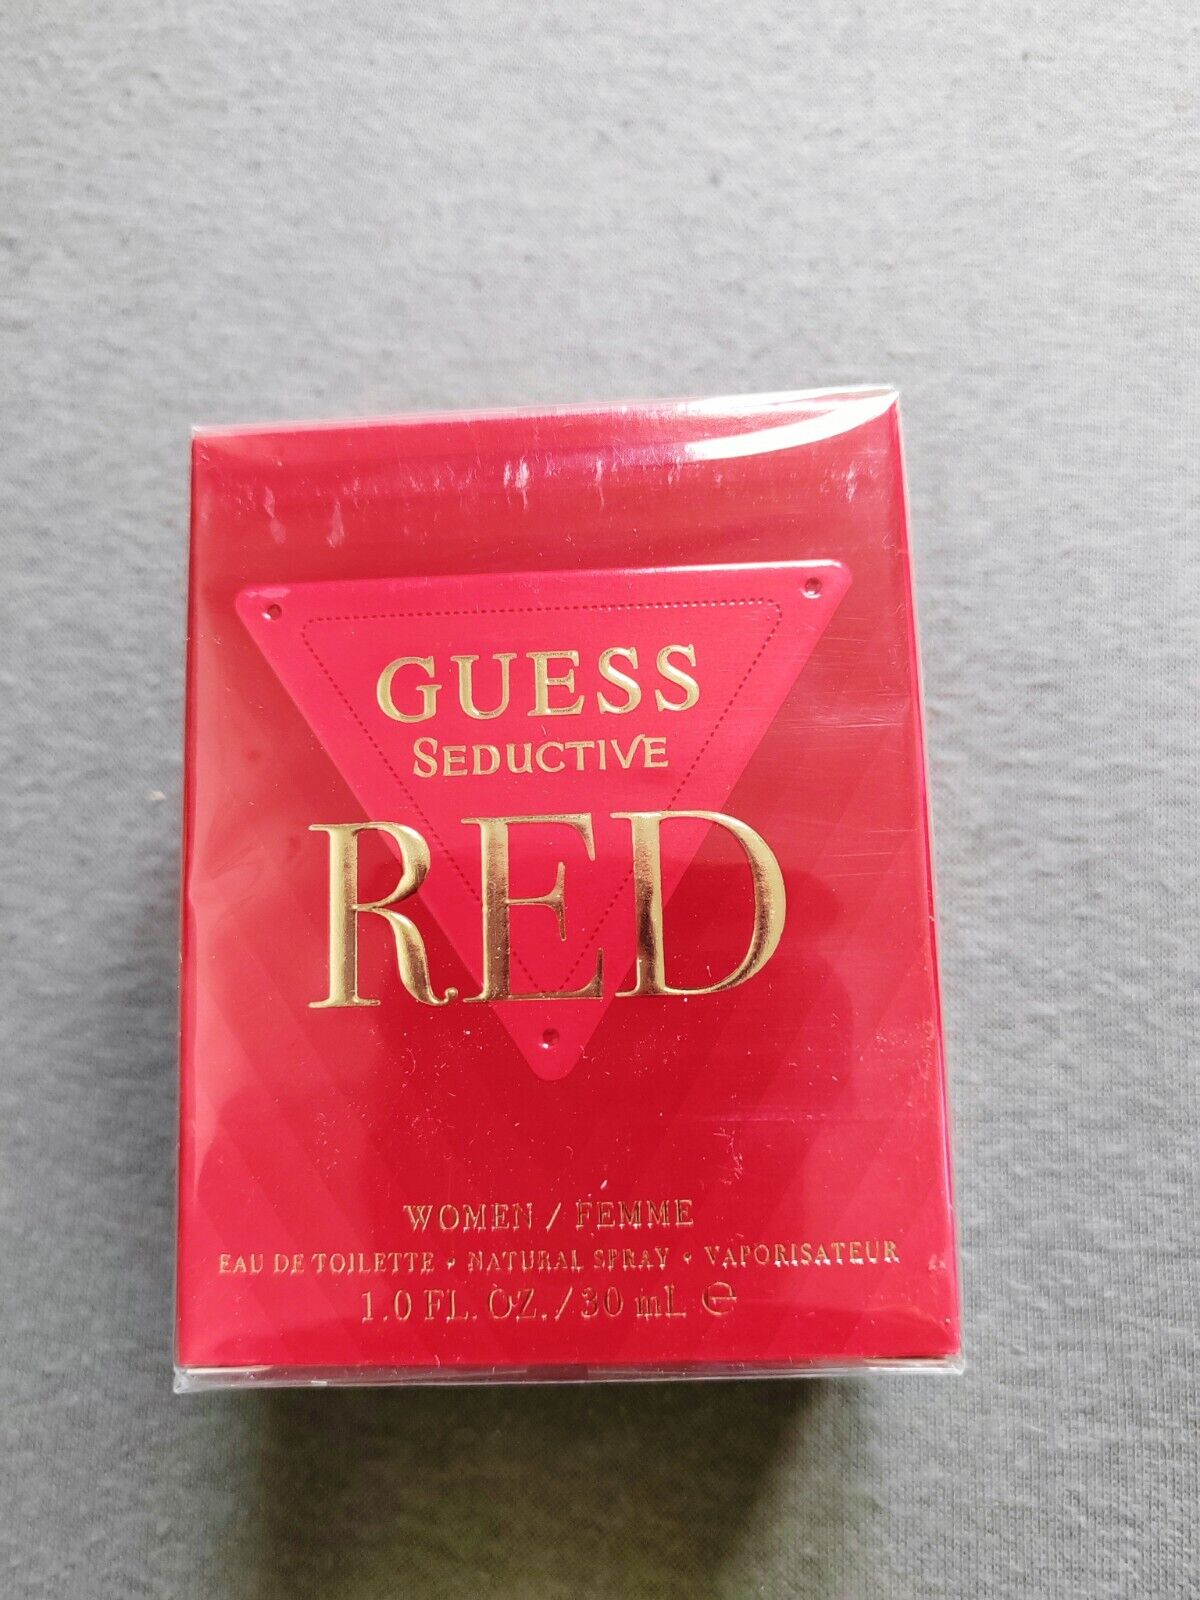 GUESS
SEDUCTIVE
RED
WOMEN / FEMME
EAU DE TOILETTE • NATURAL SPRAY • VAPORISATEUR
1.0 FL. OZ. / 30 mL ℮